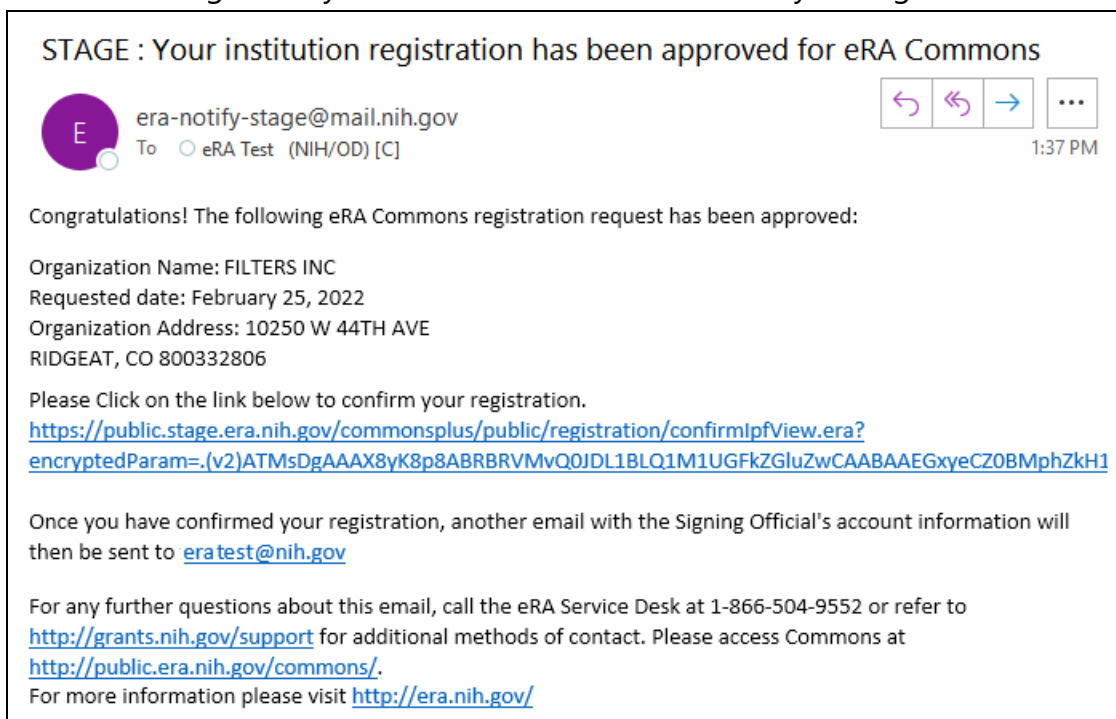 STAGE : Your institution registration has been approved for eRA Commons
E
era-notify-stage@mail.nih.gov
To eRA Test (NIH/OD) [C]
1:37 PM
Congratulations! The following eRA Commons registration request has been approved:
Organization Name: FILTERS INC
Requested date: February 25, 2022
Organization Address: 10250 W 44TH AVE
RIDGEAT, CO 800332806
Please Click on the link below to confirm your registration.
https://public.stage.era.nih.gov/commonsplus/public/registration/confirmIpfView.era?
encryptedParam=.(v2)ATMsDgAAAX8yK8p8ABRBRVMvQ0JDL1BLQ1M1UGFkZGluZwCAABAAEGxyeCZ0BMphZkH1
Once you have confirmed your registration, another email with the Signing Official's account information will
then be sent to eratest@nih.gov
For any further questions about this email, call the eRA Service Desk at 1-866-504-9552 or refer to
http://grants.nih.gov/support for additional methods of contact. Please access Commons at
http://public.era.nih.gov/commons/.
For more information please visit http://era.nih.gov/